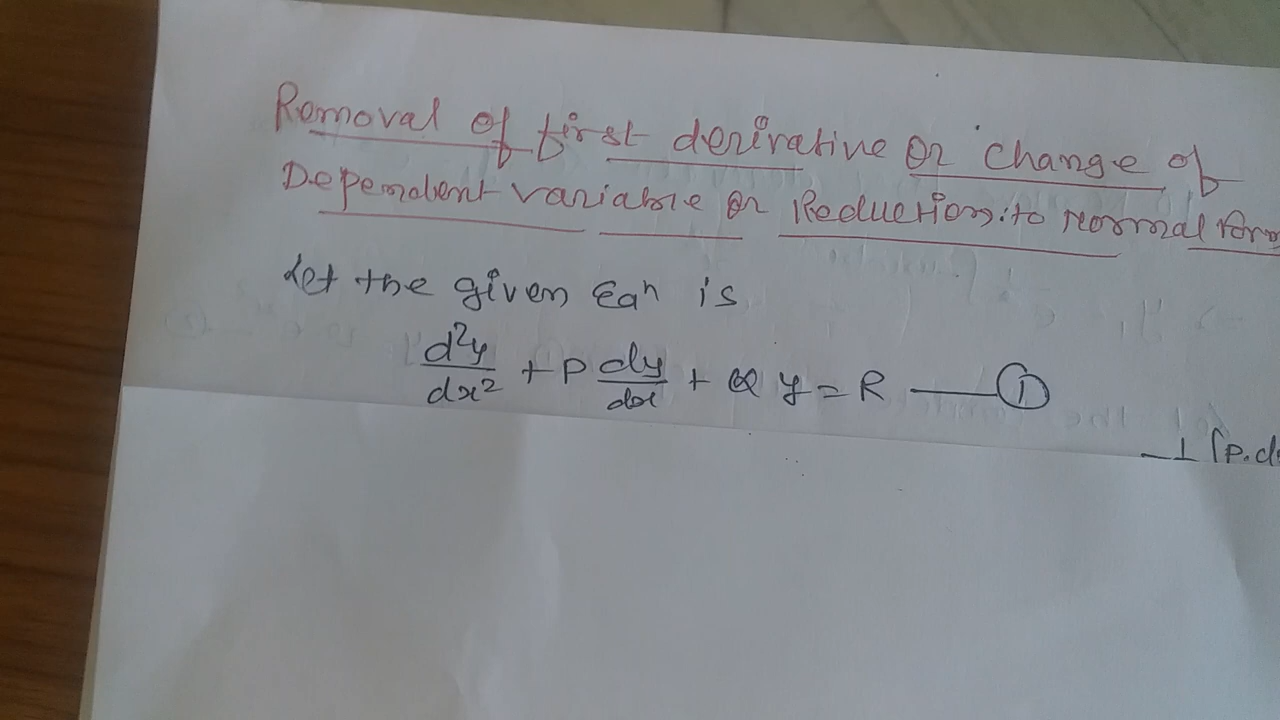 Removal of first derivative Or change of
Dependent variable or Reduction to normal form
Let the given Eqn is
d²y/dx² + P dy/dx + Q y = R —— ①